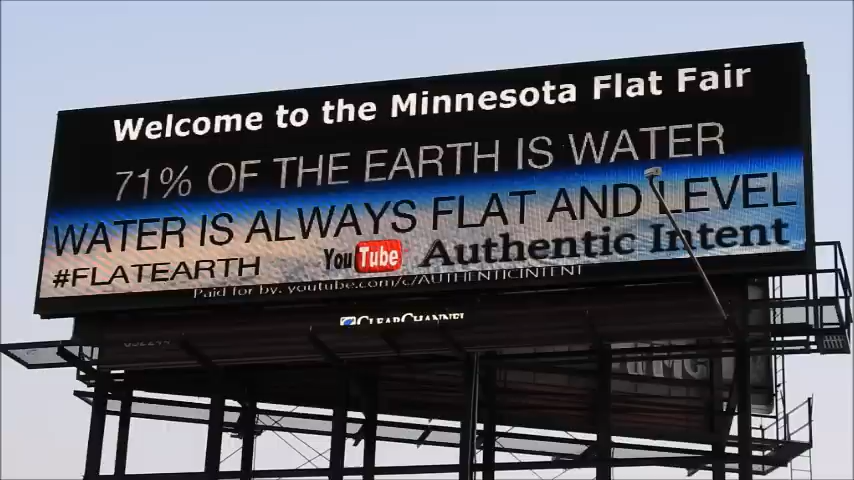 Welcome to the Minnesota Flat Fair
71% OF THE EARTH IS WATER
WATER IS ALWAYS FLAT AND LEVEL
#FLATEARTH YouTube Authentic Intent
Paid for by: youtube.com/c/AUTHENTICINTENT
CLEARCHANNEL